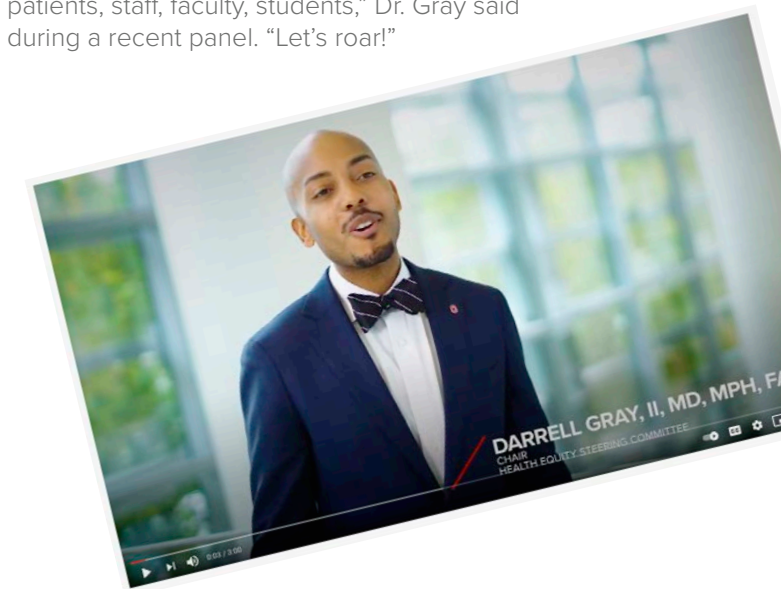 patients, staff, faculty, students,” Dr. Gray said
during a recent panel. “Let’s roar!”
DARRELL GRAY, II, MD, MPH, FA
CHAIR
HEALTH EQUITY STEERING COMMITTEE
0:03 / 3:00
CC